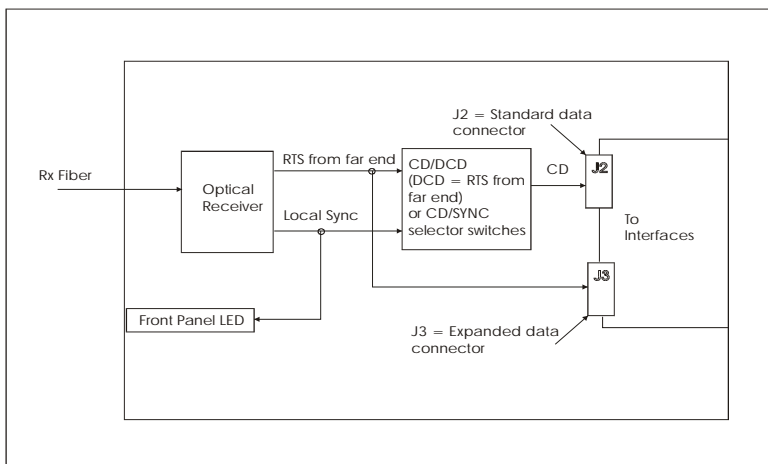 J2 = Standard data
connector
Rx Fiber
Optical
Receiver
RTS from far end
Local Sync
CD/DCD
(DCD = RTS from
far end)
or CD/SYNC
selector switches
CD
J2
To
Interfaces
J3
Front Panel LED
J3 = Expanded data
connector